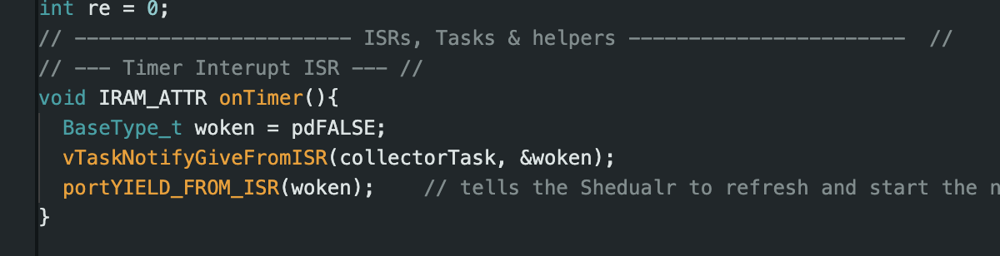 int re = 0;
// ----------------------- ISRs, Tasks & helpers -----------------------  //
// --- Timer Interupt ISR --- //
void IRAM_ATTR onTimer(){
  BaseType_t woken = pdFALSE;
  vTaskNotifyGiveFromISR(collectorTask, &woken);
  portYIELD_FROM_ISR(woken);    // tells the Shedualr to refresh and start the n
}